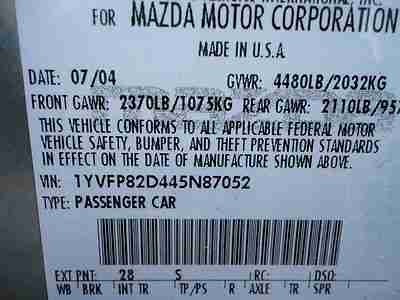 INTERNATIONAL, INC.
FOR MAZDA MOTOR CORPORATION
MADE IN U.S.A
DATE: 07/04 GVWR: 4480LB/2032KG
FRONT GAWR: 2370LB/1075KG REAR GAWR: 2110LB/957
THIS VEHICLE CONFORMS TO ALL APPLICABLE FEDERAL MOTOR
VEHICLE SAFETY, BUMPER, AND THEFT PREVENTION STANDARDS
IN EFFECT ON THE DATE OF MANUFACTURE SHOWN ABOVE.
VIN: 1YVFP82D445N87052
TYPE: PASSENGER CAR
EXT PNT: 28 S RC: DSO:
WB BRK INT TR TP/PS R AXLE TR SPR